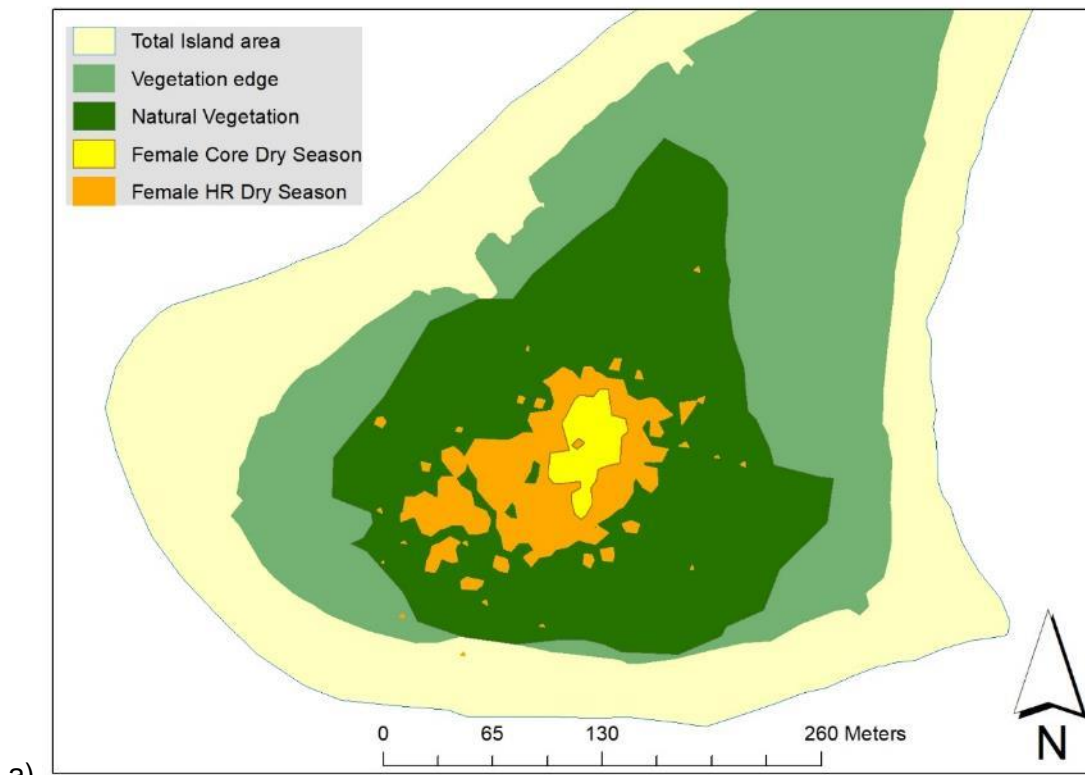 Total Island area
Vegetation edge
Natural Vegetation
Female Core Dry Season
Female HR Dry Season
0 65 130 260 Meters
N
a)